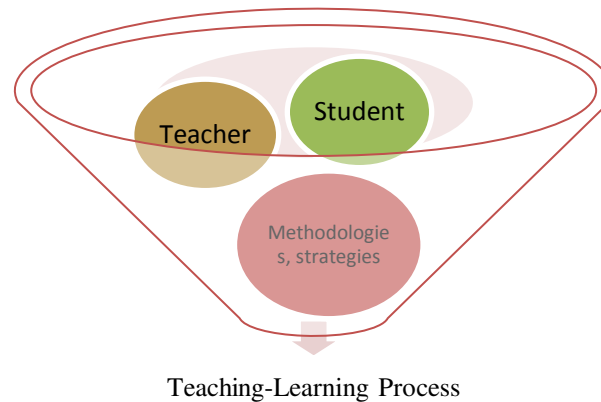 Student
Teacher
Methodologie
s, strategies
Teaching-Learning Process